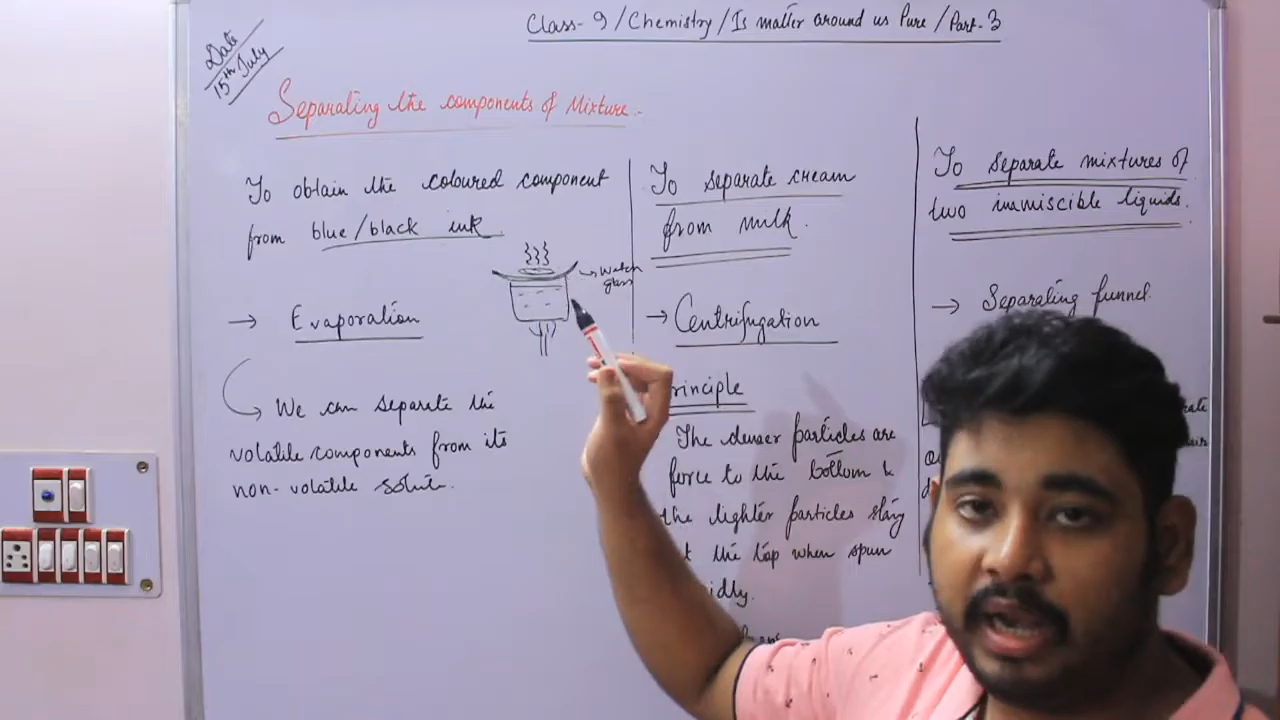 Class-9/Chemistry/Is matter around us Pure/Part-3
Date
15th July
Separating the components of Mixture.
To obtain the coloured component
from blue/black ink.
Watch
glass
→ Evaporation
→ We can separate the
volatile components from its
non-volatile solute.
To separate cream
from milk.
→ Centrifugation
rinciple
The denser particles are
force to the bottom &
the lighter particles stay
t the top when spun
idly.
To separate mixtures of
two immiscible liquids.
→ Separating funnel.